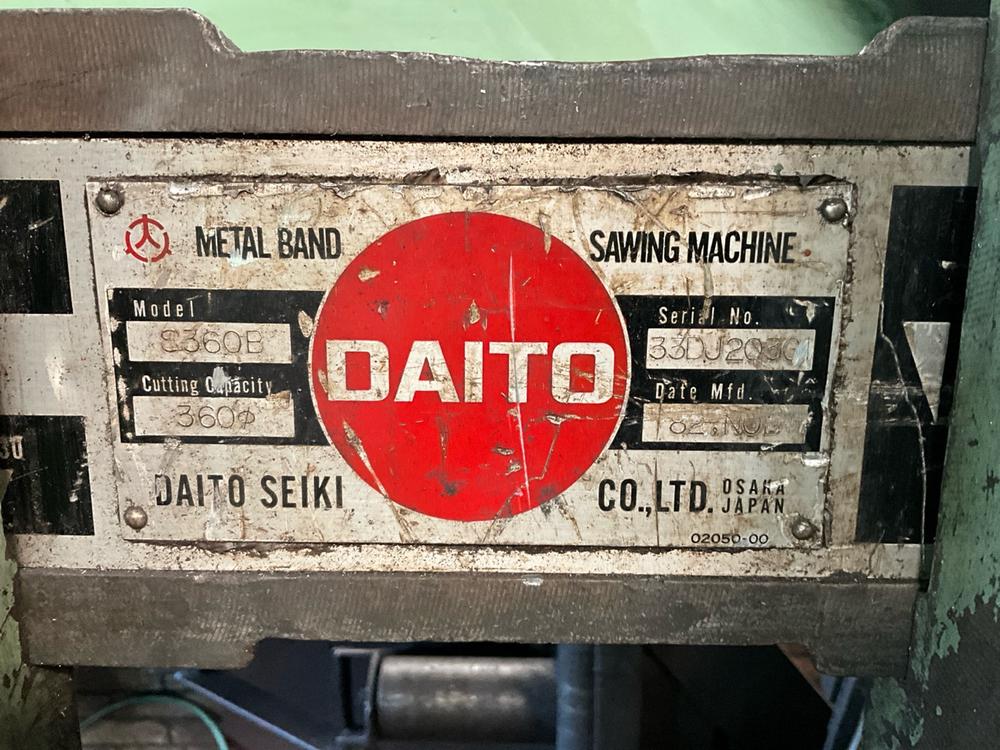 METAL BAND SAWING MACHINE
Model
S360B
Serial No.
Cutting Capacity
360φ
Date Mfd.
DAITO
DAITO SEIKI CO.,LTD. OSAKA JAPAN
02050-00